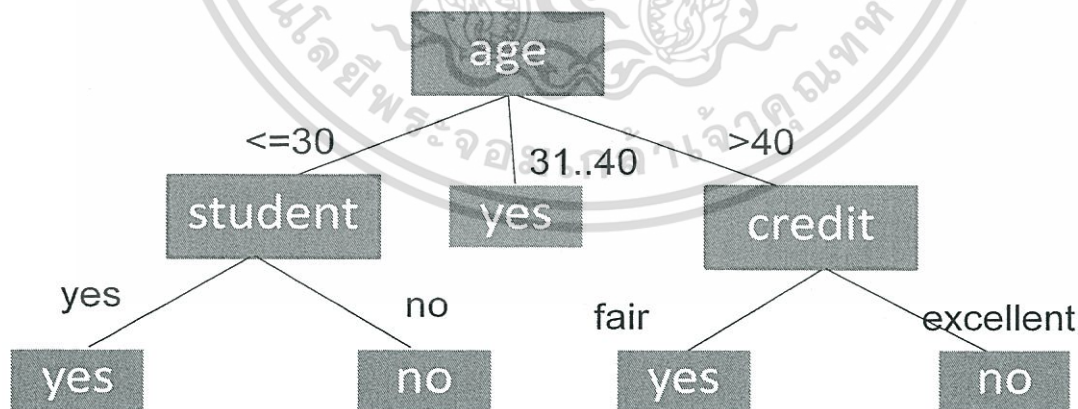 age
<=30
31..40
>40
student
yes
credit
yes
no
fair
excellent
yes
no
yes
no